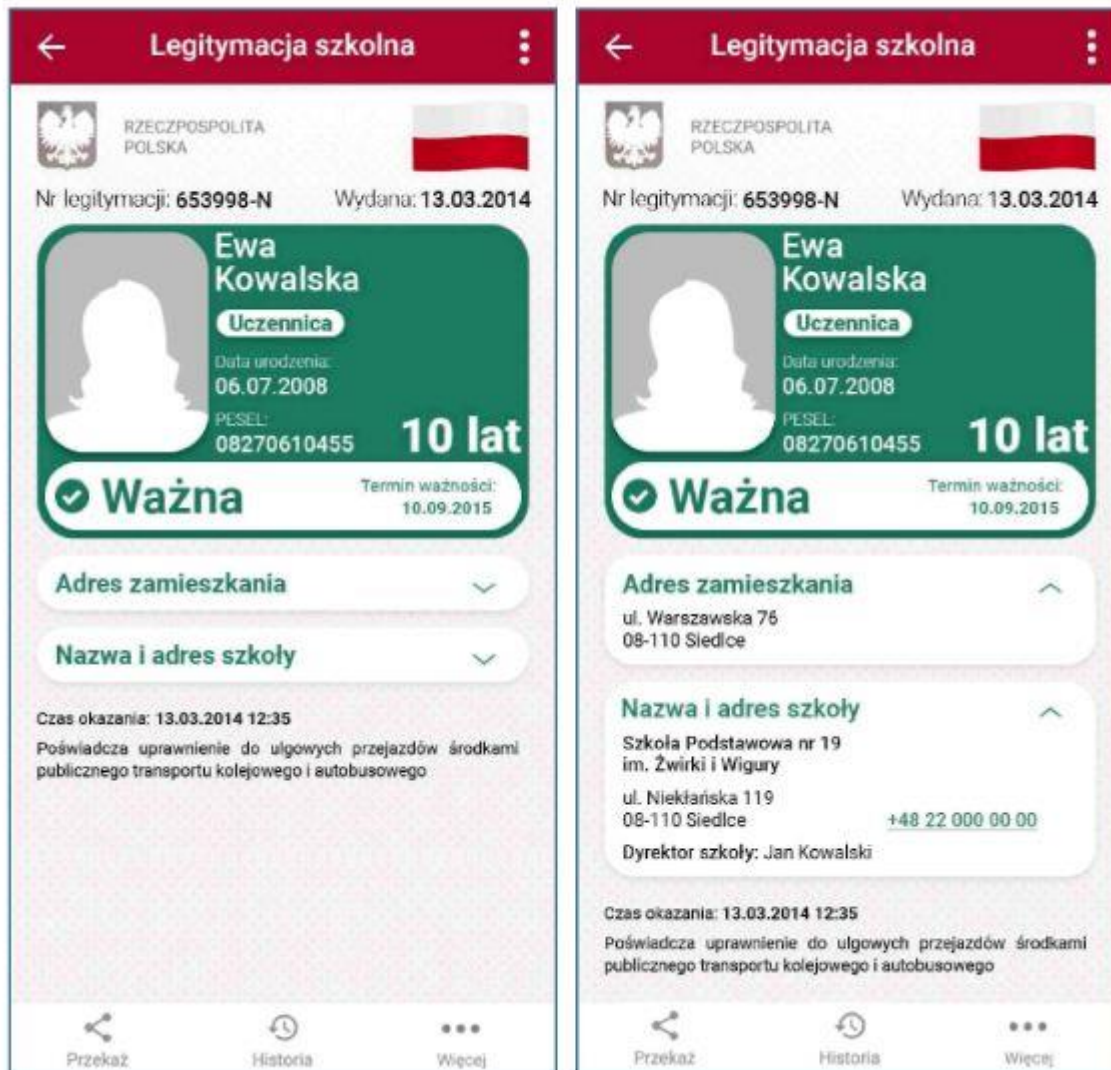 Legitymacja szkolna
RZECZPOSPOLITA
POLSKA
Nr legitymacji: 653998-N Wydana: 13.03.2014
Ewa
Kowalska
Uczennica
Data urodzenia:
06.07.2008
PESEL:
08270610455
10 lat
Ważna
Termin ważności:
10.09.2015
Adres zamieszkania
Nazwa i adres szkoły
Czas okazania: 13.03.2014 12:35
Poświadcza uprawnienie do ulgowych przejazdów środkami
publicznego transportu kolejowego i autobusowego
Przekaż Historia Więcej
Legitymacja szkolna
RZECZPOSPOLITA
POLSKA
Nr legitymacji: 653998-N Wydana: 13.03.2014
Ewa
Kowalska
Uczennica
Data urodzenia:
06.07.2008
PESEL:
08270610455
10 lat
Ważna
Termin ważności:
10.09.2015
Adres zamieszkania
ul. Warszawska 76
08-110 Siedlce
Nazwa i adres szkoły
Szkoła Podstawowa nr 19
im. Żwirki i Wigury
ul. Niekłańska 119
08-110 Siedlce +48 22 000 00 00
Dyrektor szkoły: Jan Kowalski
Czas okazania: 13.03.2014 12:35
Poświadcza uprawnienie do ulgowych przejazdów środkami
publicznego transportu kolejowego i autobusowego
Przekaż Historia Więcej